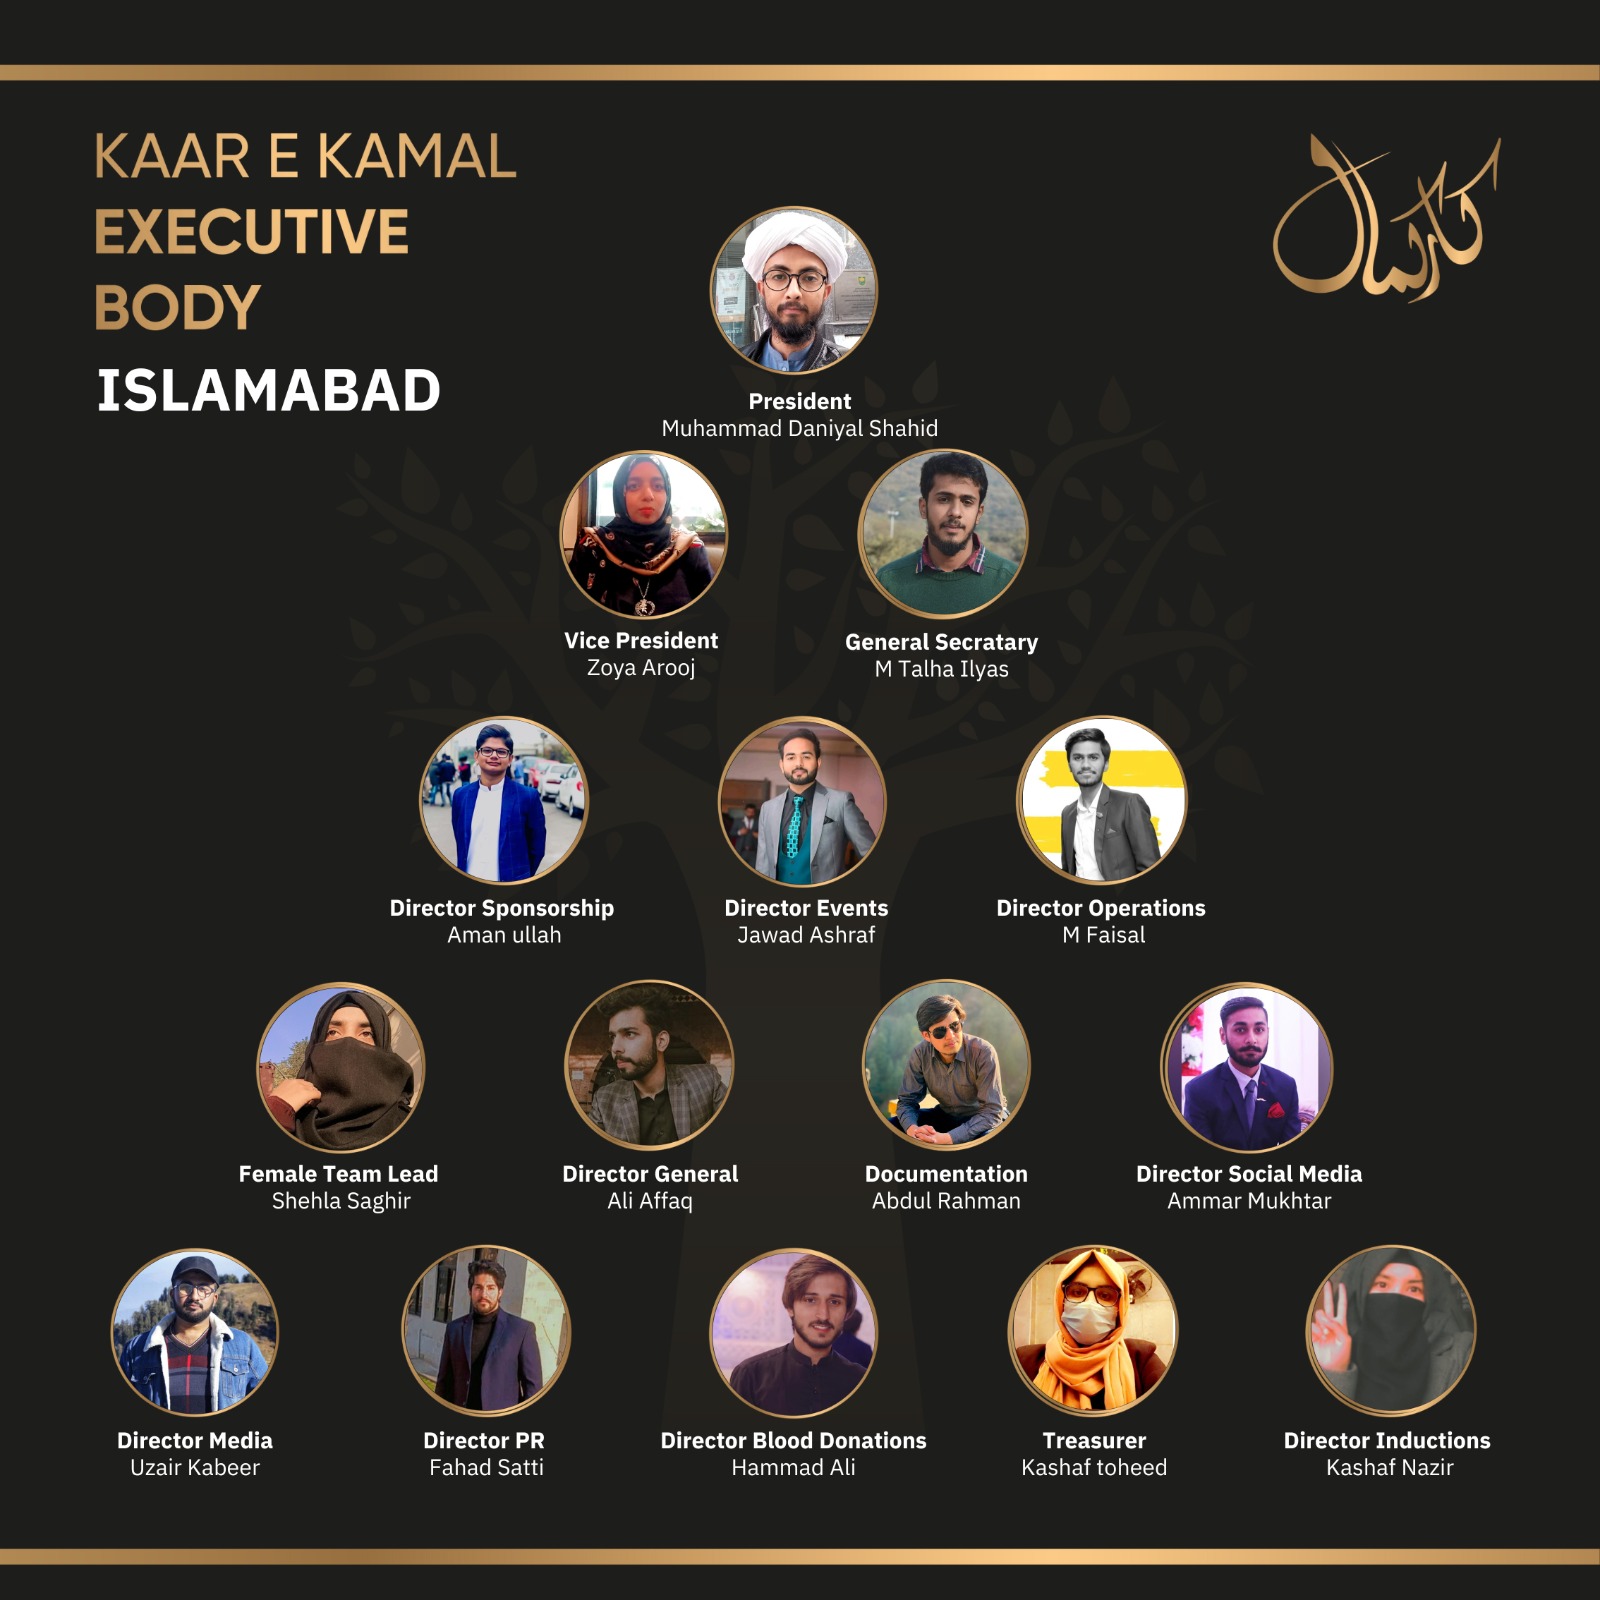 KAAR E KAMAL
EXECUTIVE
BODY
ISLAMABAD
کار کمال
President
Muhammad Daniyal Shahid
Vice President
Zoya Arooj
General Secratary
M Talha Ilyas
Director Sponsorship
Aman ullah
Director Events
Jawad Ashraf
Director Operations
M Faisal
Female Team Lead
Shehla Saghir
Director General
Ali Affaq
Documentation
Abdul Rahman
Director Social Media
Ammar Mukhtar
Director Media
Uzair Kabeer
Director PR
Fahad Satti
Director Blood Donations
Hammad Ali
Treasurer
Kashaf toheed
Director Inductions
Kashaf Nazir